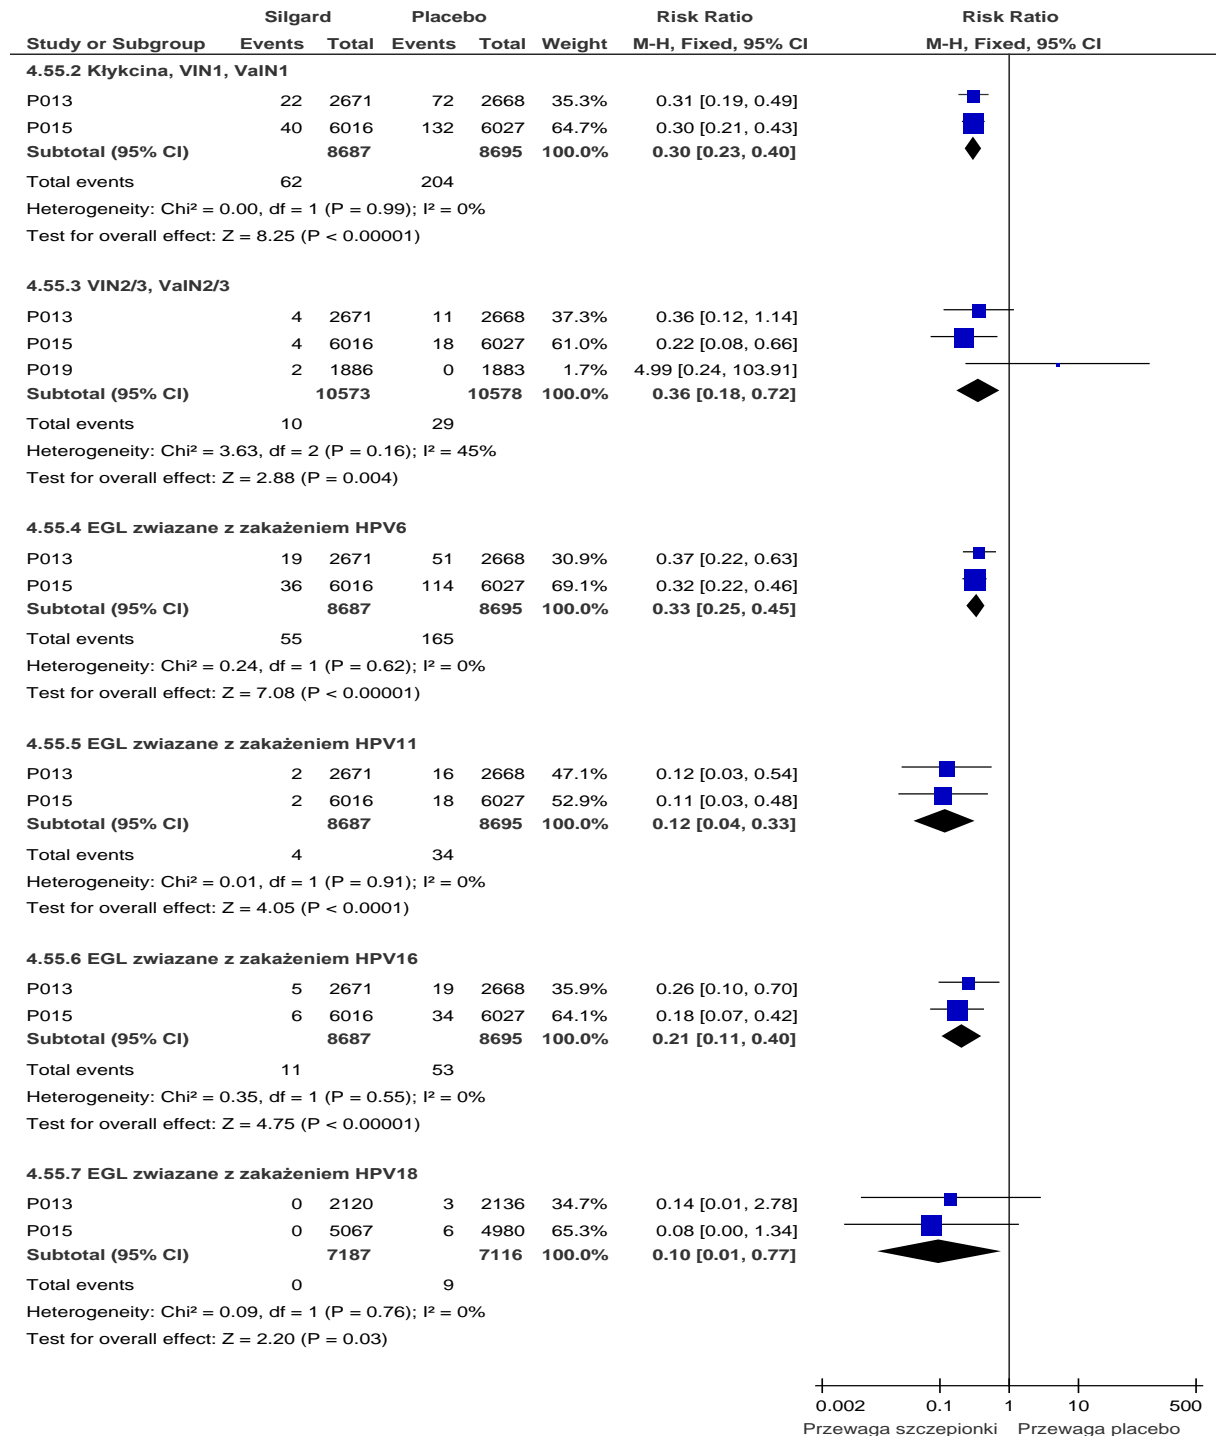 Silgard Placebo Risk Ratio Risk Ratio
Study or Subgroup Events Total Events Total Weight M-H, Fixed, 95% CI M-H, Fixed, 95% CI
4.55.2 Kłykcina, VIN1, VaIN1
P013 22 2671 72 2668 35.3% 0.31 [0.19, 0.49]
P015 40 6016 132 6027 64.7% 0.30 [0.21, 0.43]
Subtotal (95% CI) 8687 8695 100.0% 0.30 [0.23, 0.40]
Total events 62 204
Heterogeneity: Chi² = 0.00, df = 1 (P = 0.99); I² = 0%
Test for overall effect: Z = 8.25 (P < 0.00001)
4.55.3 VIN2/3, VaIN2/3
P013 4 2671 11 2668 37.3% 0.36 [0.12, 1.14]
P015 4 6016 18 6027 61.0% 0.22 [0.08, 0.66]
P019 2 1886 0 1883 1.7% 4.99 [0.24, 103.91]
Subtotal (95% CI) 10573 10578 100.0% 0.36 [0.18, 0.72]
Total events 10 29
Heterogeneity: Chi² = 3.63, df = 2 (P = 0.16); I² = 45%
Test for overall effect: Z = 2.88 (P = 0.004)
4.55.4 EGL zwiazane z zakażeniem HPV6
P013 19 2671 51 2668 30.9% 0.37 [0.22, 0.63]
P015 36 6016 114 6027 69.1% 0.32 [0.22, 0.46]
Subtotal (95% CI) 8687 8695 100.0% 0.33 [0.25, 0.45]
Total events 55 165
Heterogeneity: Chi² = 0.24, df = 1 (P = 0.62); I² = 0%
Test for overall effect: Z = 7.08 (P < 0.00001)
4.55.5 EGL zwiazane z zakażeniem HPV11
P013 2 2671 16 2668 47.1% 0.12 [0.03, 0.54]
P015 2 6016 18 6027 52.9% 0.11 [0.03, 0.48]
Subtotal (95% CI) 8687 8695 100.0% 0.12 [0.04, 0.33]
Total events 4 34
Heterogeneity: Chi² = 0.01, df = 1 (P = 0.91); I² = 0%
Test for overall effect: Z = 4.05 (P < 0.0001)
4.55.6 EGL zwiazane z zakażeniem HPV16
P013 5 2671 19 2668 35.9% 0.26 [0.10, 0.70]
P015 6 6016 34 6027 64.1% 0.18 [0.07, 0.42]
Subtotal (95% CI) 8687 8695 100.0% 0.21 [0.11, 0.40]
Total events 11 53
Heterogeneity: Chi² = 0.35, df = 1 (P = 0.55); I² = 0%
Test for overall effect: Z = 4.75 (P < 0.00001)
4.55.7 EGL zwiazane z zakażeniem HPV18
P013 0 2120 3 2136 34.7% 0.14 [0.01, 2.78]
P015 0 5067 6 4980 65.3% 0.08 [0.00, 1.34]
Subtotal (95% CI) 7187 7116 100.0% 0.10 [0.01, 0.77]
Total events 0 9
Heterogeneity: Chi² = 0.09, df = 1 (P = 0.76); I² = 0%
Test for overall effect: Z = 2.20 (P = 0.03)
0.002 0.1 1 10 500
Przewaga szczepionki Przewaga placebo